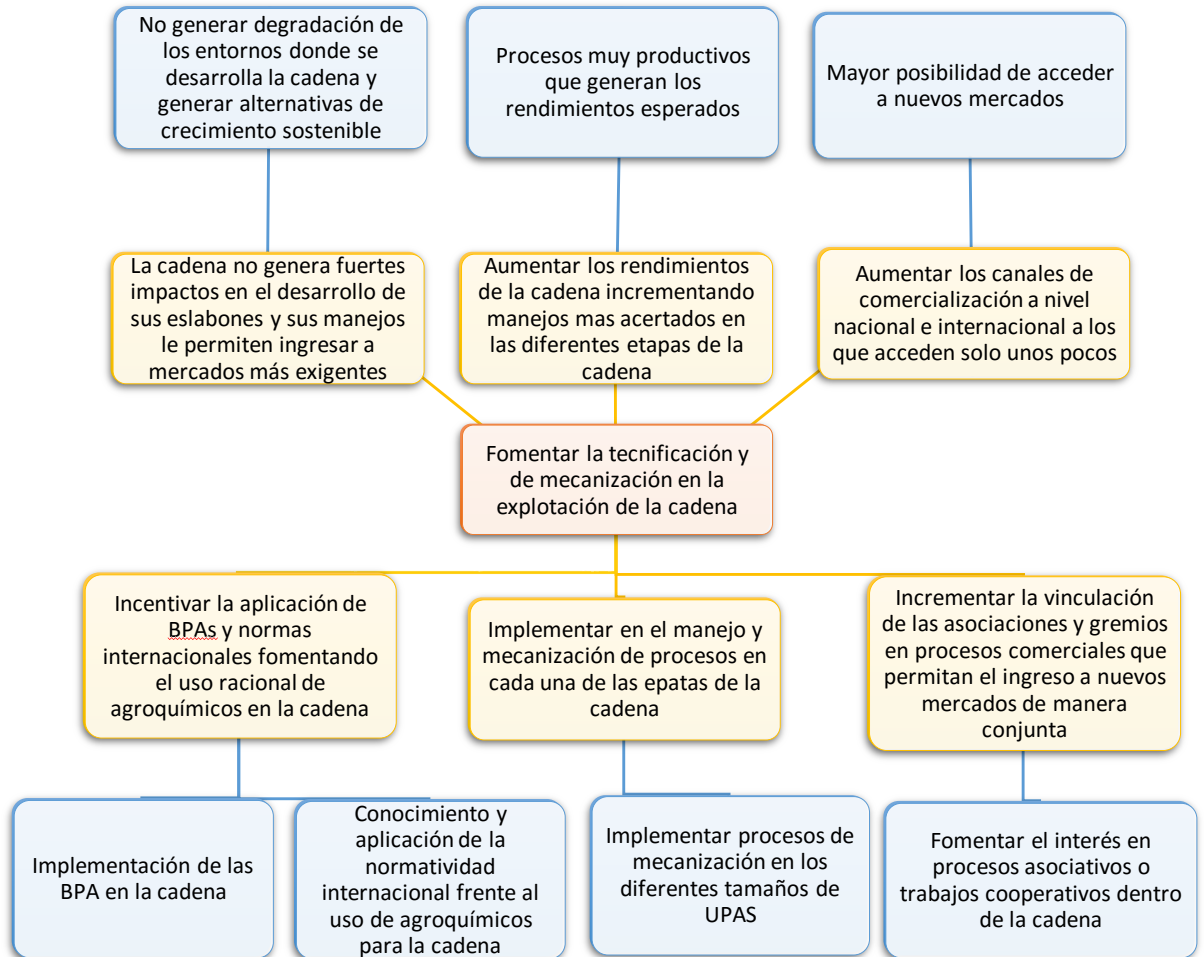 No generar degradación de
los entornos donde se
desarrolla la cadena y
generar alternativas de
crecimiento sostenible
Procesos muy productivos
que generan los
rendimientos esperados
Mayor posibilidad de acceder
a nuevos mercados
La cadena no genera fuertes
impactos en el desarrollo de
sus eslabones y sus manejos
le permiten ingresar a
mercados más exigentes
Aumentar los rendimientos
de la cadena incrementando
manejos mas acertados en
las diferentes etapas de la
cadena
Aumentar los canales de
comercialización a nivel
nacional e internacional a los
que acceden solo unos pocos
Fomentar la tecnificación y
de mecanización en la
explotación de la cadena
Incentivar la aplicación de
BPAs y normas
internacionales fomentando
el uso racional de
agroquímicos en la cadena
Implementar en el manejo y
mecanización de procesos en
cada una de las epatas de la
cadena
Incrementar la vinculación
de las asociaciones y gremios
en procesos comerciales que
permitan el ingreso a nuevos
mercados de manera
conjunta
Implementación de las
BPA en la cadena
Conocimiento y
aplicación de la
normatividad
internacional frente al
uso de agroquímicos
para la cadena
Implementar procesos de
mecanización en los
diferentes tamaños de
UPAS
Fomentar el interés en
procesos asociativos o
trabajos cooperativos dentro
de la cadena